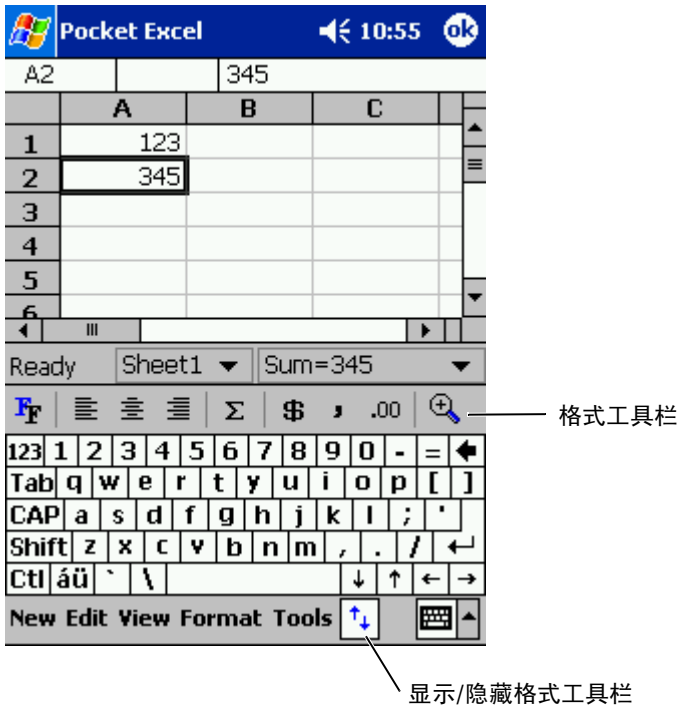 Pocket Excel 10:55 ok
A2 345
A B C
1 123
2 345
3
4
5
6
Ready Sheet1 Sum=345
FF Σ $ , .00
格式工具栏
123 1 2 3 4 5 6 7 8 9 0 - =
Tab q w e r t y u i o p [ ]
CAP a s d f g h j k l ; '
Shift z x c v b n m , . /
Ctl áü ` \ ↓ ↑ ← →
New Edit View Format Tools
显示/隐藏格式工具栏